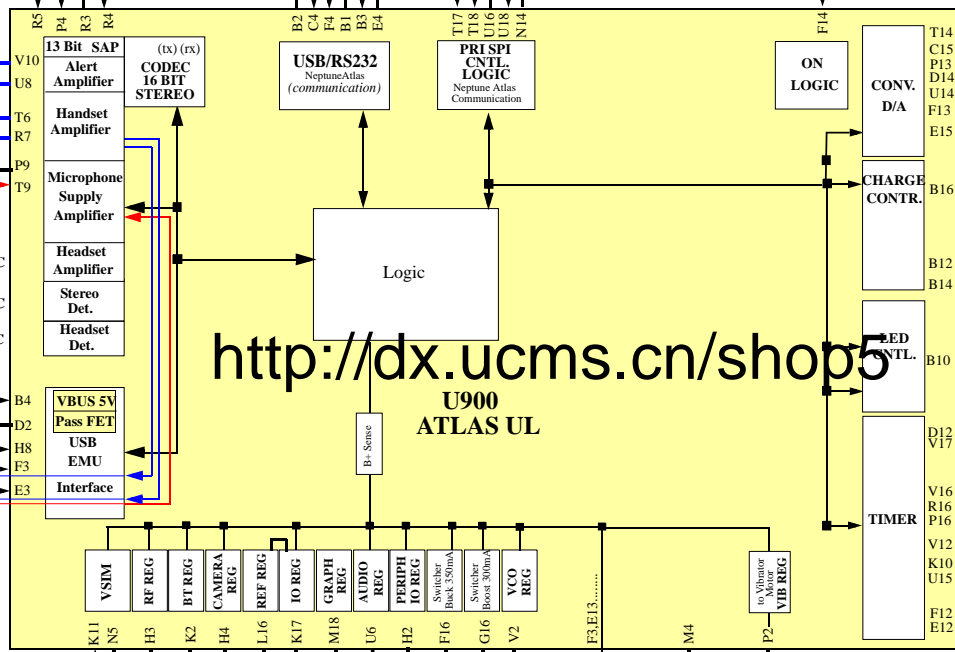 R5
P4
R3
R4
B2
C4
F4
B1
B3
E4
T17
T18
U16
U18
N14
F14
13 Bit SAP
Alert
Amplifier
Handset
Amplifier
Microphone
Supply
Amplifier
Headset
Amplifier
Stereo
Det.
Headset
Det.
(tx) (rx)
CODEC
16 BIT
STEREO
USB/RS232
NeptuneAtlas
(communication)
PRI SPI
CNTL.
LOGIC
Neptune Atlas
Communication
ON
LOGIC
CONV.
D/A
CHARGE
CONTR.
LED
CNTL.
TIMER
V10
U8
T6
R7
P9
T9
C
C
C
B4
D2
H8
F3
E3
T14
C15
P13
D14
U14
F13
E15
B16
B12
B14
B10
D12
V17
V16
R16
P16
V12
K10
U15
F12
E12
Logic
http://dx.ucms.cn/shop5
U900
ATLAS UL
VBUS 5V
Pass FET
USB
EMU
Interface
B+ Sense
VSIM
RF REG
BT REG
CAMERA
REG
REF REG
IO REG
GRAPH
REG
AUDIO
REG
PERIPH
IO REG
Switcher
Buck 350mA
Switcher
Boost 300mA
VCO
REG
to Vibrator
Motor
VIB REG
K11
N5
H3
K2
H4
L16
K17
M18
U6
H2
F16
G16
V2
F3,E13.........
M4
P2